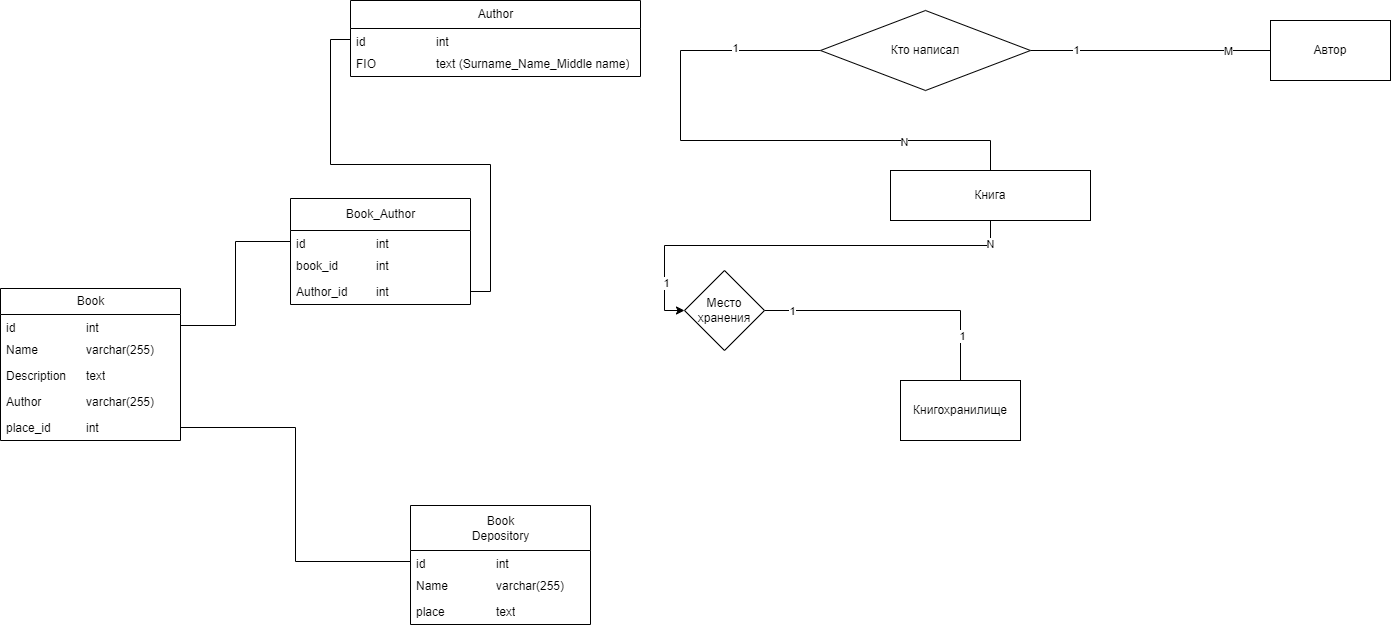 Author
id int
FIO text (Surname_Name_Middle name)
Book_Author
id int
book_id int
Author_id int
Book
id int
Name varchar(255)
Description text
Author varchar(255)
place_id int
Book
Depository
id int
Name varchar(255)
place text
1
Кто написал
1
M
Автор
N
Книга
N
1
Место
хранения
1
1
Книгохранилище